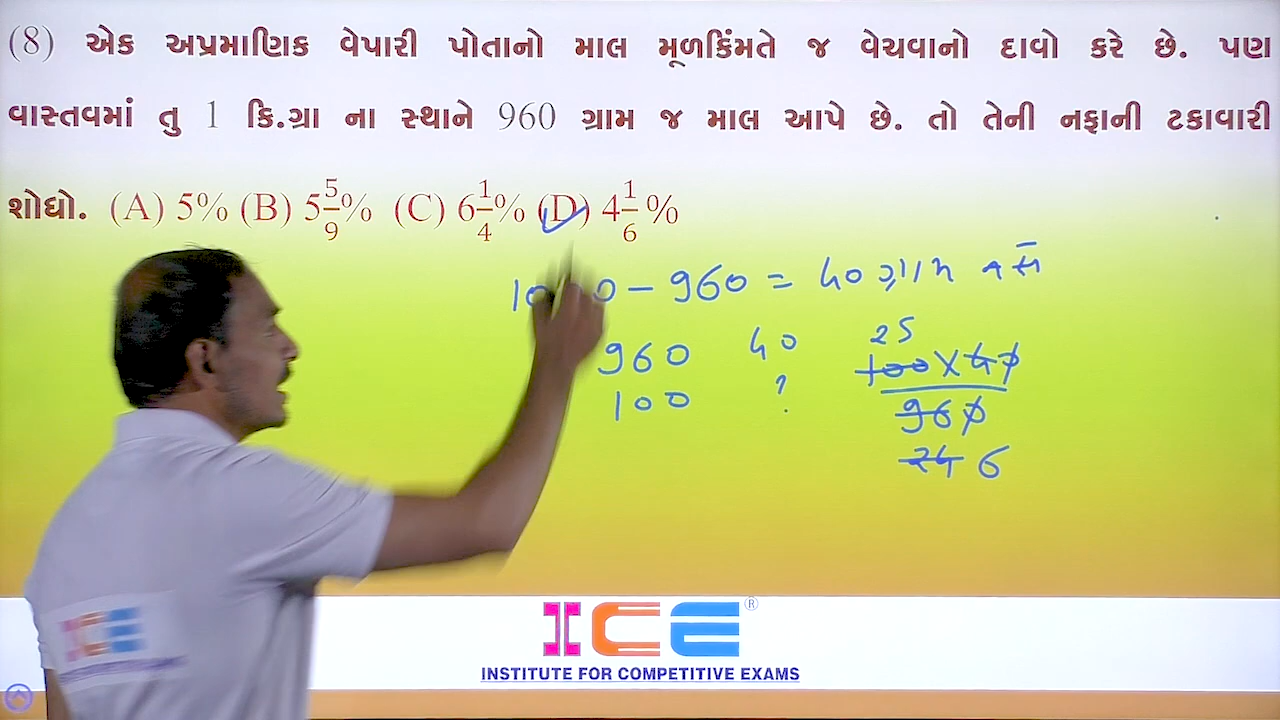 (8) એક અપ્રમાણિક વેપારી પોતાનો માલ મૂળકિંમતે જ વેચવાનો દાવો કરે છે. પણ
વાસ્તવમાં તુ 1 કિ.ગ્રા ના સ્થાને 960 ગ્રામ જ માલ આપે છે. તો તેની નફાની ટકાવારી
શોધો. (A) 5% (B) 5 5/9% (C) 6 1/4% (D) 4 1/6%
- 960 = 40 ગ્રામ નફો
960 40
100 ?
25
100 X 40
960
24 6
ICE®
INSTITUTE FOR COMPETITIVE EXAMS
ICE